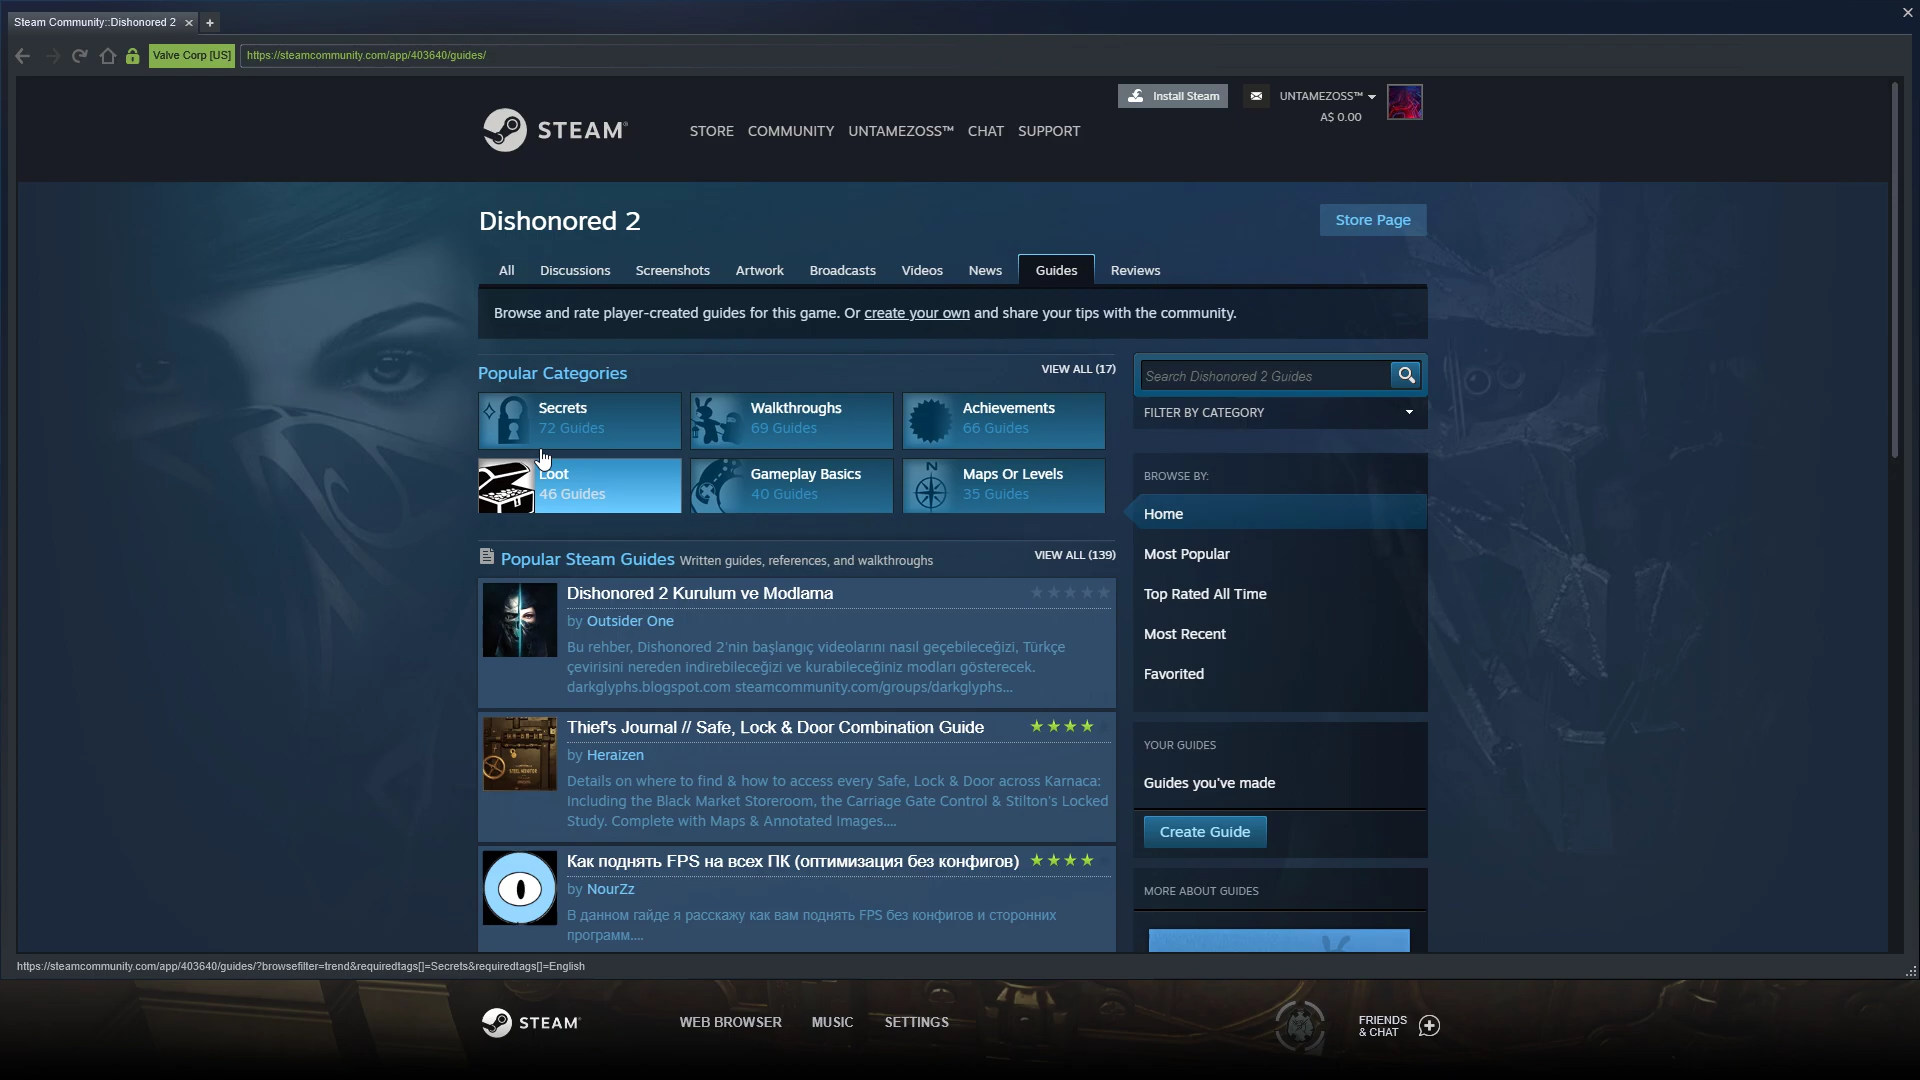 Steam Community::Dishonored 2
Valve Corp [US]
https://steamcommunity.com/app/403640/guides/
Install Steam
UNTAMEZOSS™
A$ 0.00
STEAM®
STORE COMMUNITY UNTAMEZOSS™ CHAT SUPPORT
Dishonored 2
Store Page
All Discussions Screenshots Artwork Broadcasts Videos News Guides Reviews
Browse and rate player-created guides for this game. Or create your own and share your tips with the community.
Popular Categories
VIEW ALL (17)
Secrets
72 Guides
Walkthroughs
69 Guides
Achievements
66 Guides
Loot
46 Guides
Gameplay Basics
40 Guides
N
Maps Or Levels
35 Guides
Popular Steam Guides Written guides, references, and walkthroughs
VIEW ALL (139)
Dishonored 2 Kurulum ve Modlama
by Outsider One
Bu rehber, Dishonored 2'nin başlangıç videolarını nasıl geçebileceğizi, Türkçe
çevirisini nereden indirebileceğizi ve kurabileceğiniz modları gösterecek.
darkglyphs.blogspot.com steamcommunity.com/groups/darkglyphs...
Thief's Journal // Safe, Lock & Door Combination Guide
by Heraizen
Details on where to find & how to access every Safe, Lock & Door across Karnaca:
Including the Black Market Storeroom, the Carriage Gate Control & Stilton's Locked
Study. Complete with Maps & Annotated Images....
Как поднять FPS на всех ПК (оптимизация без конфигов)
by NourZz
В данном гайде я расскажу как вам поднять FPS без конфигов и сторонних
программ....
Search Dishonored 2 Guides
FILTER BY CATEGORY
BROWSE BY:
Home
Most Popular
Top Rated All Time
Most Recent
Favorited
YOUR GUIDES
Guides you've made
Create Guide
MORE ABOUT GUIDES
https://steamcommunity.com/app/403640/guides/?browsefilter=trend&requiredtags[]=Secrets&requiredtags[]=English
STEAM
WEB BROWSER MUSIC SETTINGS
FRIENDS
& CHAT